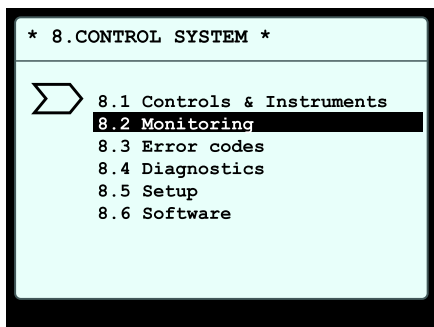 * 8.CONTROL SYSTEM *
8.1 Controls & Instruments
8.2 Monitoring
8.3 Error codes
8.4 Diagnostics
8.5 Setup
8.6 Software